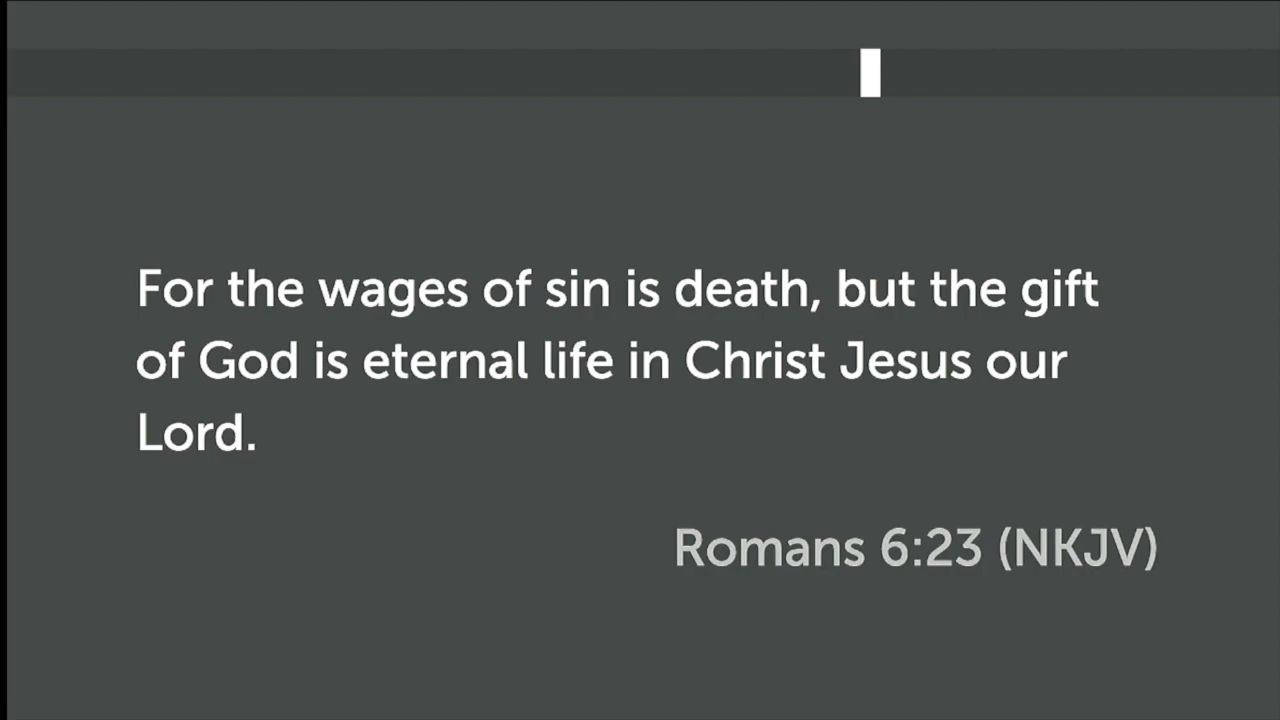 For the wages of sin is death, but the gift
of God is eternal life in Christ Jesus our
Lord.
Romans 6:23 (NKJV)